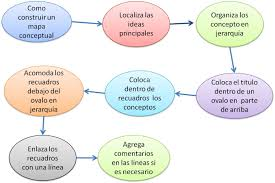 Como
construir un
mapa
conceptual
Localiza las
ideas
principales
Organiza los
concepto en
jerarquía
Coloca el titulo
dentro de un
ovalo en parte
de arriba
Coloca
dentro de
recuadros los
conceptos
Acomoda los
recuadros
debajo del
ovalo en
jerarquía
Enlaza los
recuadros
con una línea
Agrega
comentarios
en las líneas si
es necesario